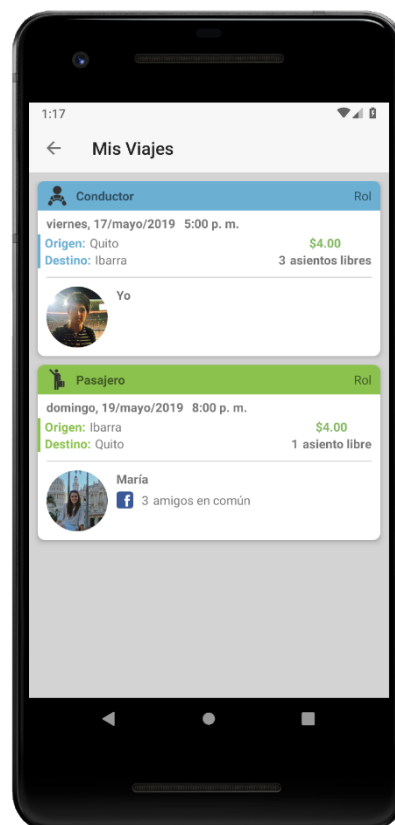 1:17
Mis Viajes
Conductor Rol
viernes, 17/mayo/2019 5:00 p. m.
Origen: Quito $4.00
Destino: Ibarra 3 asientos libres
Yo
Pasajero Rol
domingo, 19/mayo/2019 8:00 p. m.
Origen: Ibarra $4.00
Destino: Quito 1 asiento libre
María
f 3 amigos en común